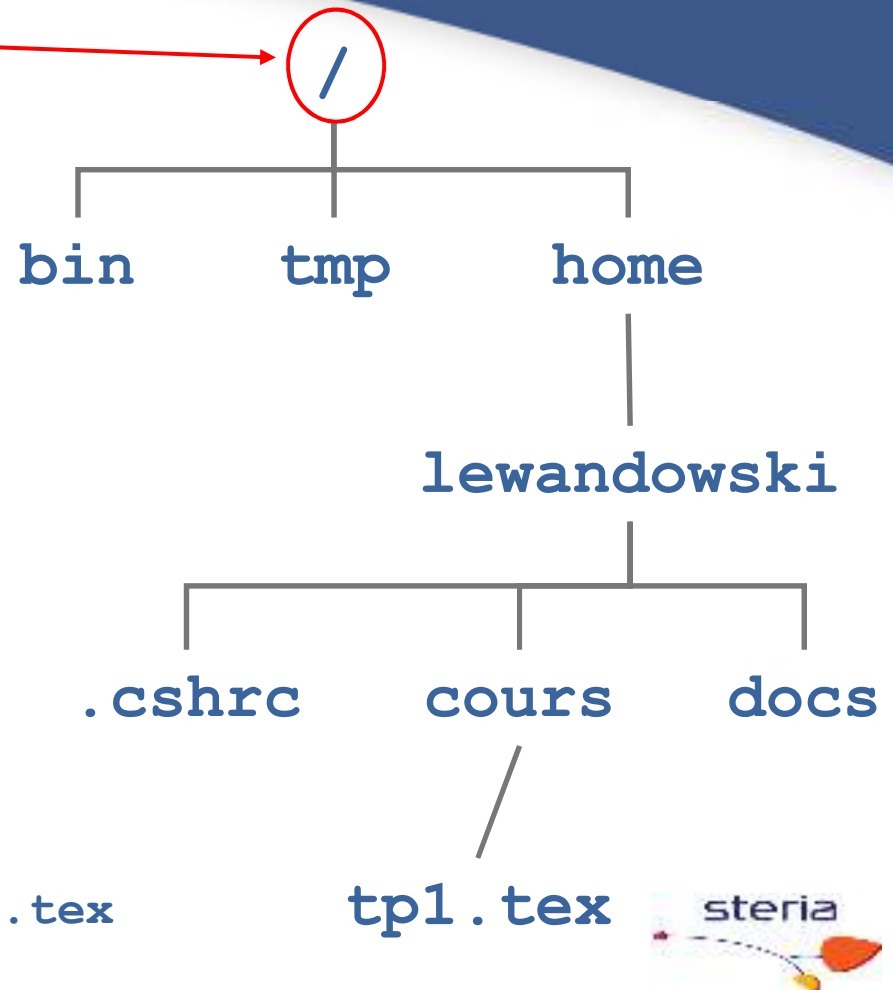 /
bin tmp home
lewandowski
.cshrc cours docs
.tex tp1.tex
steria